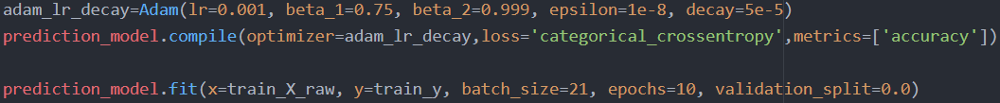 adam_lr_decay=Adam(lr=0.001, beta_1=0.75, beta_2=0.999, epsilon=1e-8, decay=5e-5)
prediction_model.compile(optimizer=adam_lr_decay,loss='categorical_crossentropy',metrics=['accuracy'])
prediction_model.fit(x=train_X_raw, y=train_y, batch_size=21, epochs=10, validation_split=0.0)